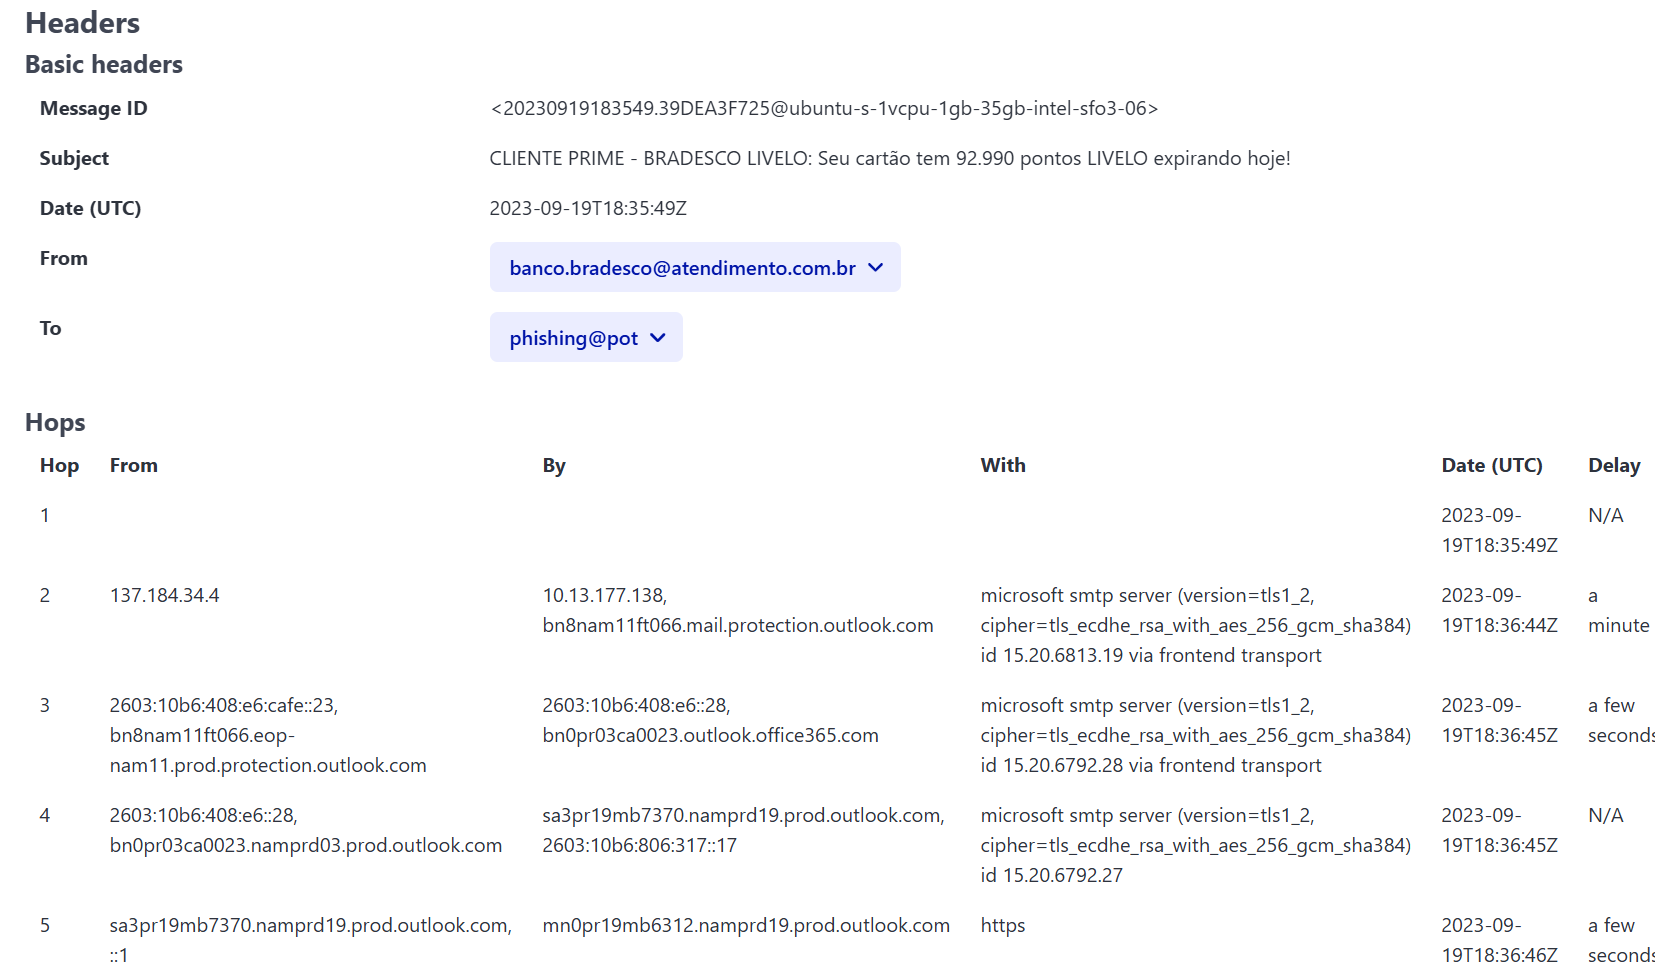 Headers
Basic headers
Message ID <20230919183549.39DEA3F725@ubuntu-s-1vcpu-1gb-35gb-intel-sfo3-06>
Subject CLIENTE PRIME - BRADESCO LIVELO: Seu cartão tem 92.990 pontos LIVELO expirando hoje!
Date (UTC) 2023-09-19T18:35:49Z
From banco.bradesco@atendimento.com.br
To phishing@pot
Hops
Hop From By With Date (UTC) Delay
1 2023-09- N/A
19T18:35:49Z
2 137.184.34.4 10.13.177.138, microsoft smtp server (version=tls1_2, 2023-09- a
bn8nam11ft066.mail.protection.outlook.com cipher=tls_ecdhe_rsa_with_aes_256_gcm_sha384) 19T18:36:44Z minute
id 15.20.6813.19 via frontend transport
3 2603:10b6:408:e6:cafe::23, 2603:10b6:408:e6::28, microsoft smtp server (version=tls1_2, 2023-09- a few
bn8nam11ft066.eop- bn0pr03ca0023.outlook.office365.com cipher=tls_ecdhe_rsa_with_aes_256_gcm_sha384) 19T18:36:45Z seconds
nam11.prod.protection.outlook.com id 15.20.6792.28 via frontend transport
4 2603:10b6:408:e6::28, sa3pr19mb7370.namprd19.prod.outlook.com, microsoft smtp server (version=tls1_2, 2023-09- N/A
bn0pr03ca0023.namprd03.prod.outlook.com 2603:10b6:806:317::17 cipher=tls_ecdhe_rsa_with_aes_256_gcm_sha384) 19T18:36:45Z
id 15.20.6792.27
5 sa3pr19mb7370.namprd19.prod.outlook.com, mn0pr19mb6312.namprd19.prod.outlook.com https 2023-09- a few
::1 19T18:36:46Z seconds